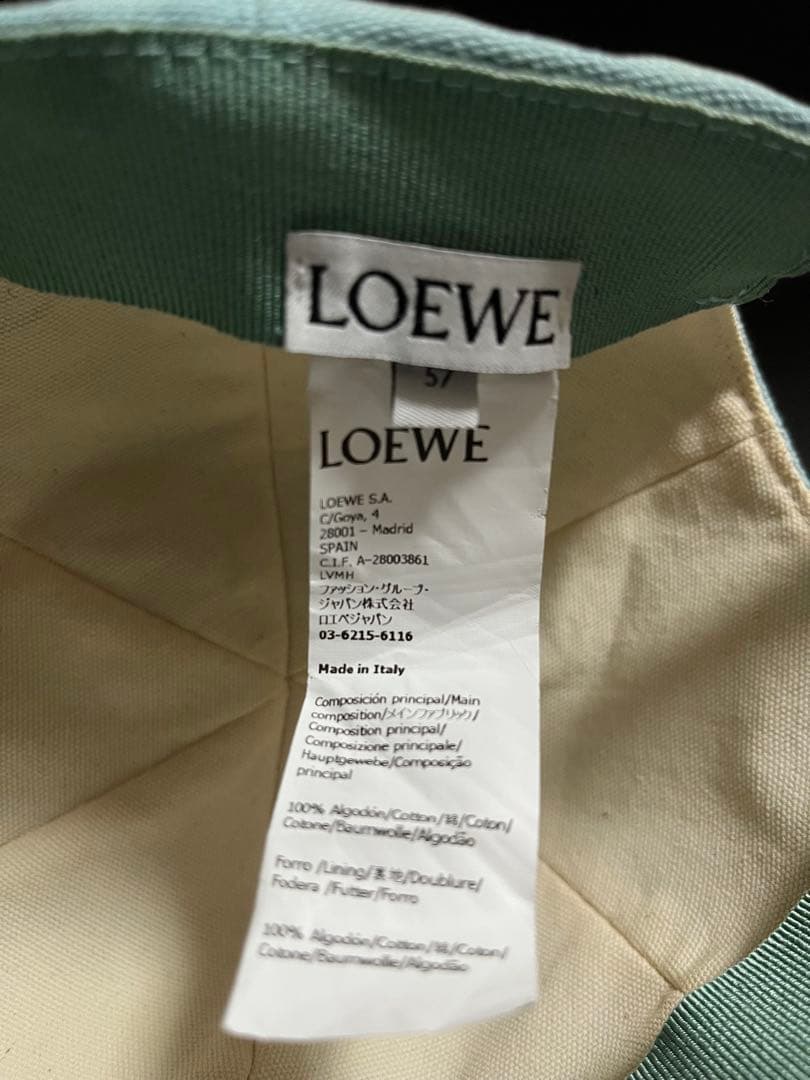 LOEWE
57
LOEWE
LOEWE S.A.
C/Goya, 4
28001 - Madrid
SPAIN
C.I.F. A-28003861
LVMH
ファッション・グループ・
ジャパン株式会社
ロエベジャパン
03-6215-6116
Made in Italy
Composición principal/Main
composition/メインファブリック/
Composition principal/
Composizione principale/
Hauptgewebe/Composição
principal
100% Algodón/Cotton/綿/Coton/
Cotone/Baumwolle/Algodão
Forro /Lining/裏地/Doublure/
Fodera /Futter/Forro
100% Algodón/Cotton/綿/Coton/
Cotone/Baumwolle/Algodão